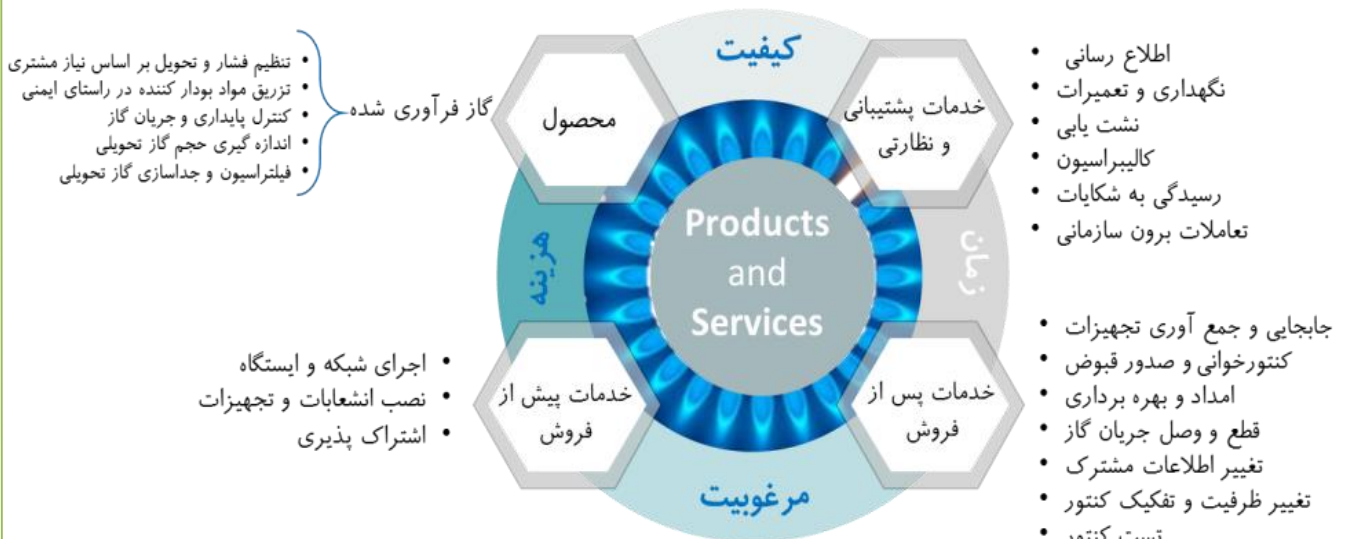 کیفیت
زمان
مرغوبیت
هزینه
Products
and
Services
محصول
گاز فرآوری شده
• تنظیم فشار و تحویل بر اساس نیاز مشتری
• تزریق مواد بودار کننده در راستای ایمنی
• کنترل پایداری و جریان گاز
• اندازه گیری حجم گاز تحویلی
• فیلتراسیون و جداسازی گاز تحویلی
خدمات پشتیبانی
و نظارتی
• اطلاع رسانی
• نگهداری و تعمیرات
• نشت یابی
• کالیبراسیون
• رسیدگی به شکایات
• تعاملات برون سازمانی
خدمات پیش از
فروش
• اجرای شبکه و ایستگاه
• نصب انشعابات و تجهیزات
• اشتراک پذیری
خدمات پس از
فروش
• جابجایی و جمع آوری تجهیزات
• کنتورخوانی و صدور قبوض
• امداد و بهره برداری
• قطع و وصل جریان گاز
• تغییر اطلاعات مشترک
• تغییر ظرفیت و تفکیک کنتور
• تست کنتور